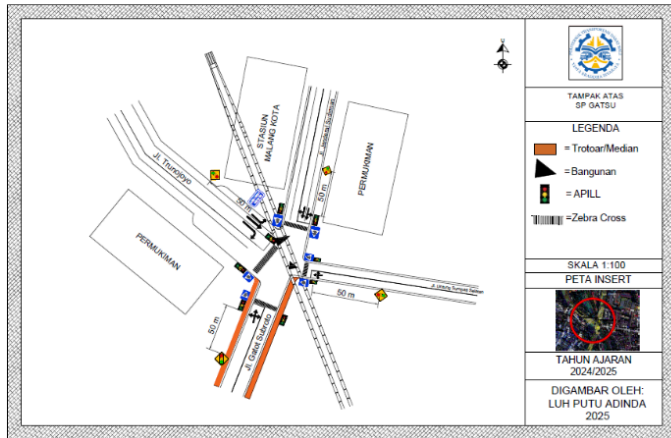 STASIUN
MALANG KOTA
Jl. Trunojoyo
50 m
50 m
PERMUKIMAN
PERMUKIMAN
50 m
50 m
Jl. Gatot Subroto
TAMPAK ATAS
SP GATSU
LEGENDA
= Trotoar/Median
= Bangunan
= APILL
=Zebra Cross
SKALA 1:100
PETA INSERT
TAHUN AJARAN
2024/2025
DIGAMBAR OLEH:
LUH PUTU ADINDA
2025